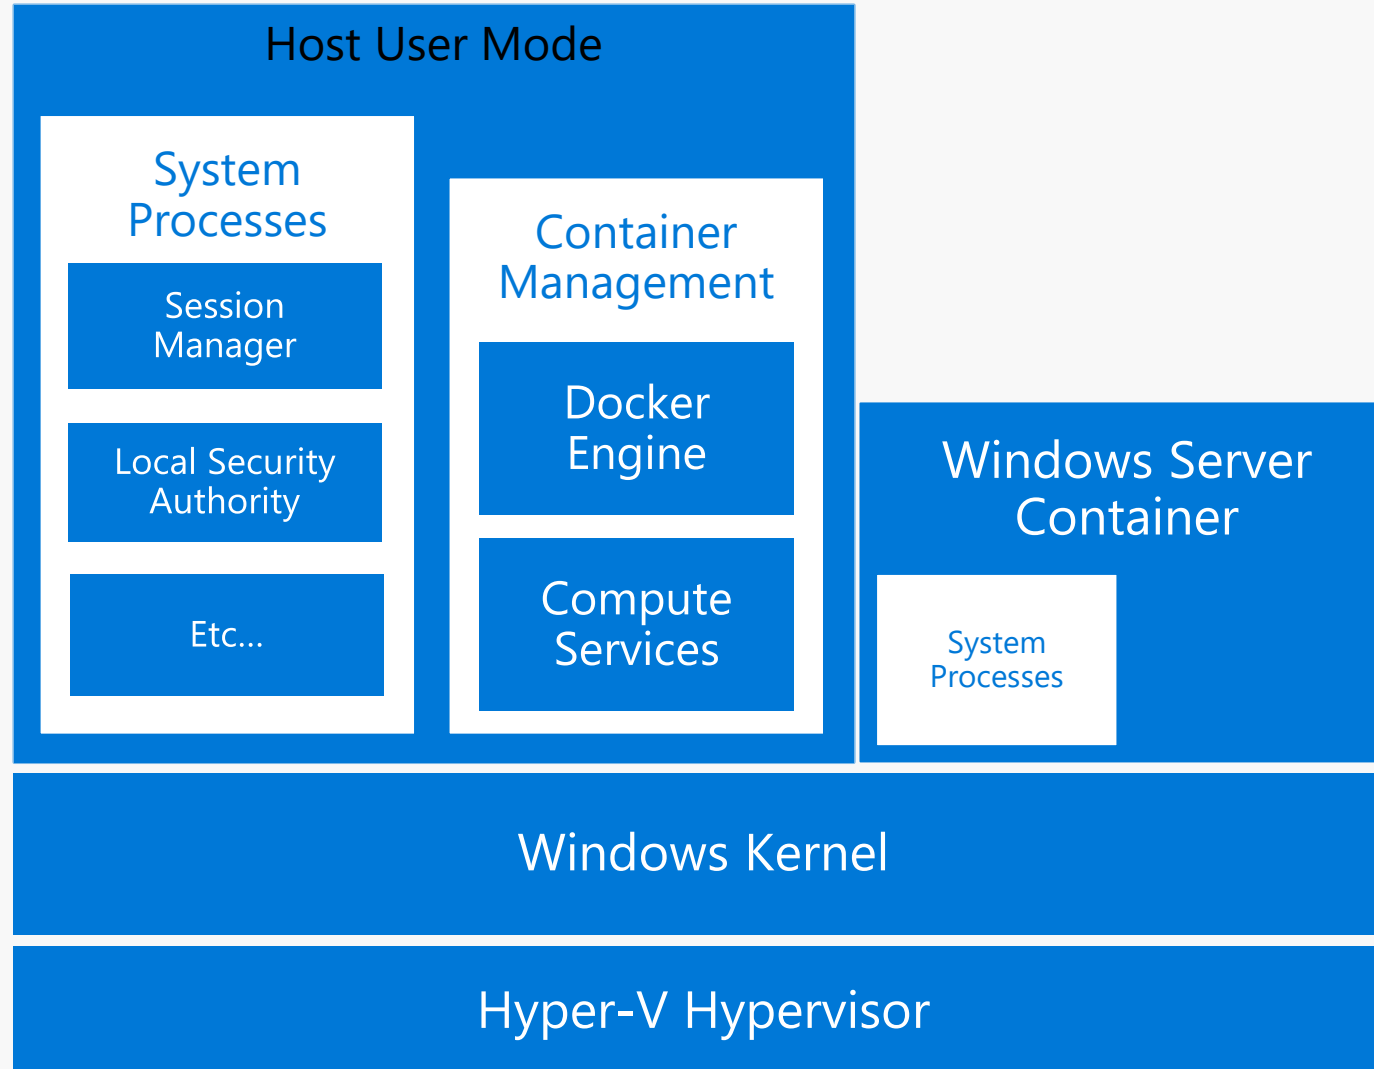 Host User Mode
System
Processes
Session
Manager
Local Security
Authority
Etc...
Container
Management
Docker
Engine
Compute
Services
Windows Server
Container
System
Processes
Windows Kernel
Hyper-V Hypervisor